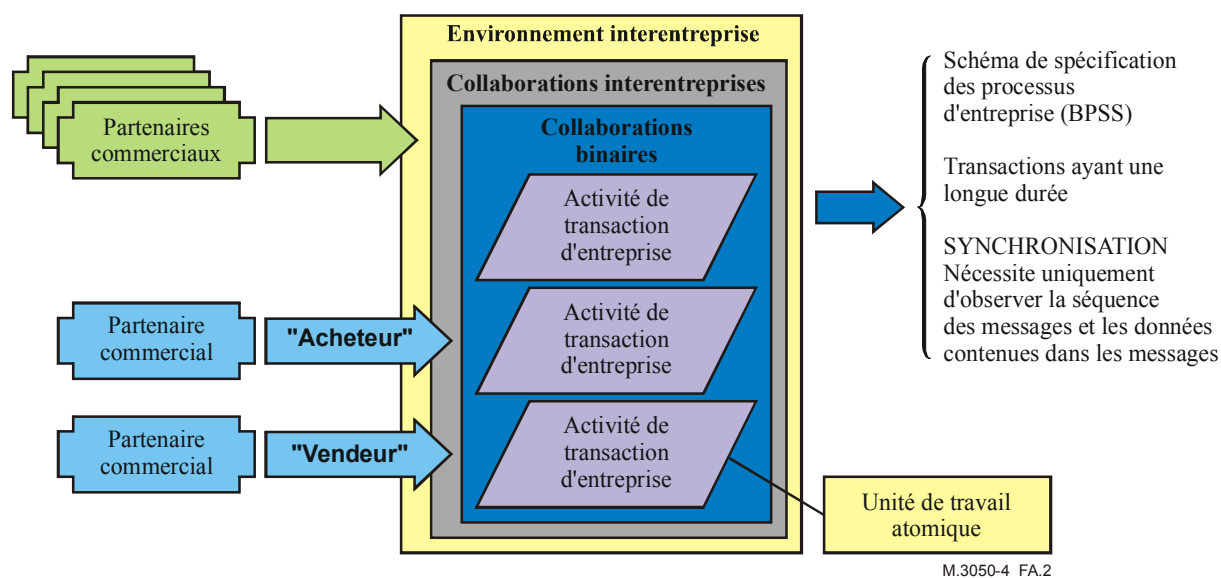 Environnement interentreprise
Collaborations interentreprises
Collaborations
binaires
Partenaires
commerciaux
Activité de
transaction
d'entreprise
Partenaire
commercial
"Acheteur"
Activité de
transaction
d'entreprise
Partenaire
commercial
"Vendeur"
Activité de
transaction
d'entreprise
Schéma de spécification
des processus
d'entreprise (BPSS)
Transactions ayant une
longue durée
SYNCHRONISATION
Nécessite uniquement
d'observer la séquence
des messages et les données
contenues dans les messages
Unité de travail
atomique
M.3050-4_FA.2